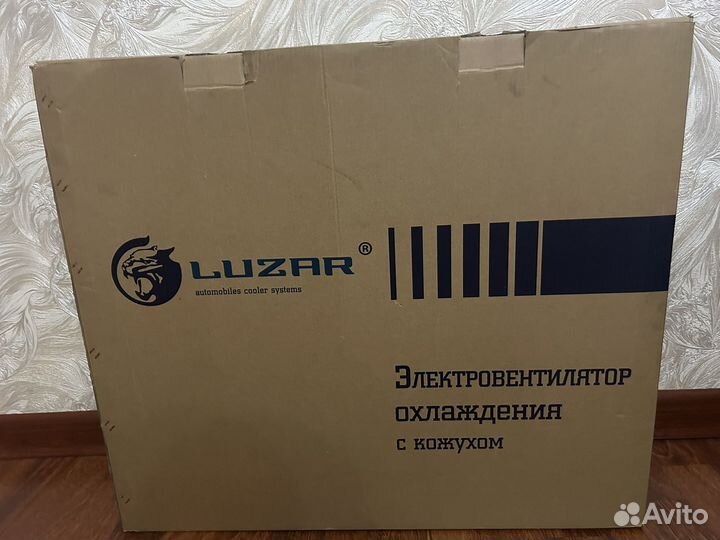 LUZAR®
automobiles cooler systems
ЭЛЕКТРОВЕНТИЛЯТОР
ОХЛАЖДЕНИЯ
С КОЖУХОМ
Avito